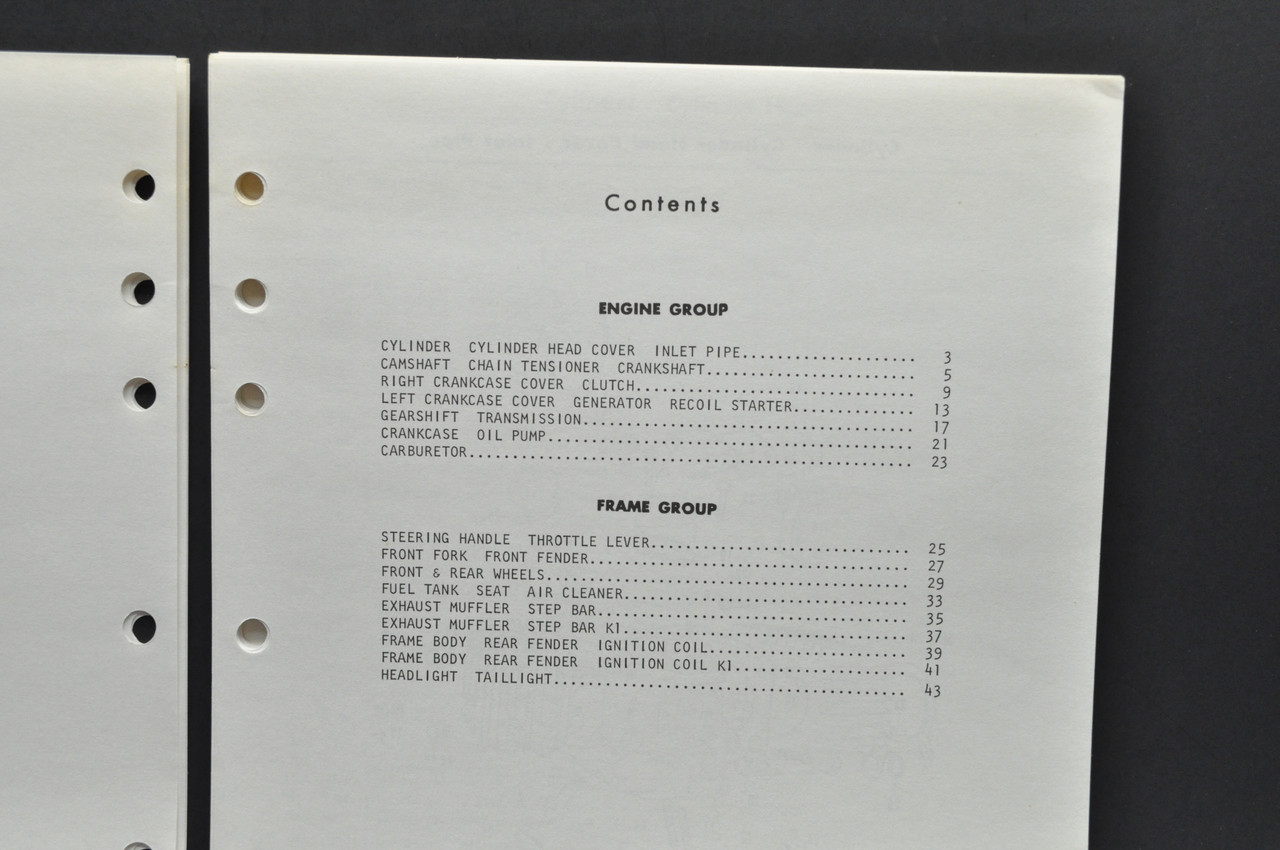 Contents
ENGINE GROUP
CYLINDER CYLINDER HEAD COVER INLET PIPE.................... 3
CAMSHAFT CHAIN TENSIONER CRANKSHAFT........................ 5
RIGHT CRANKCASE COVER CLUTCH................................ 9
LEFT CRANKCASE COVER GENERATOR RECOIL STARTER.............. 13
GEARSHIFT TRANSMISSION...................................... 17
CRANKCASE OIL PUMP.......................................... 21
CARBURETOR................................................... 23
FRAME GROUP
STEERING HANDLE THROTTLE LEVER.............................. 25
FRONT FORK FRONT FENDER..................................... 27
FRONT & REAR WHEELS.......................................... 29
FUEL TANK SEAT AIR CLEANER................................. 33
EXHAUST MUFFLER STEP BAR.................................... 35
EXHAUST MUFFLER STEP BAR K1................................. 37
FRAME BODY REAR FENDER IGNITION COIL....................... 39
FRAME BODY REAR FENDER IGNITION COIL K1.................... 41
HEADLIGHT TAILLIGHT......................................... 43